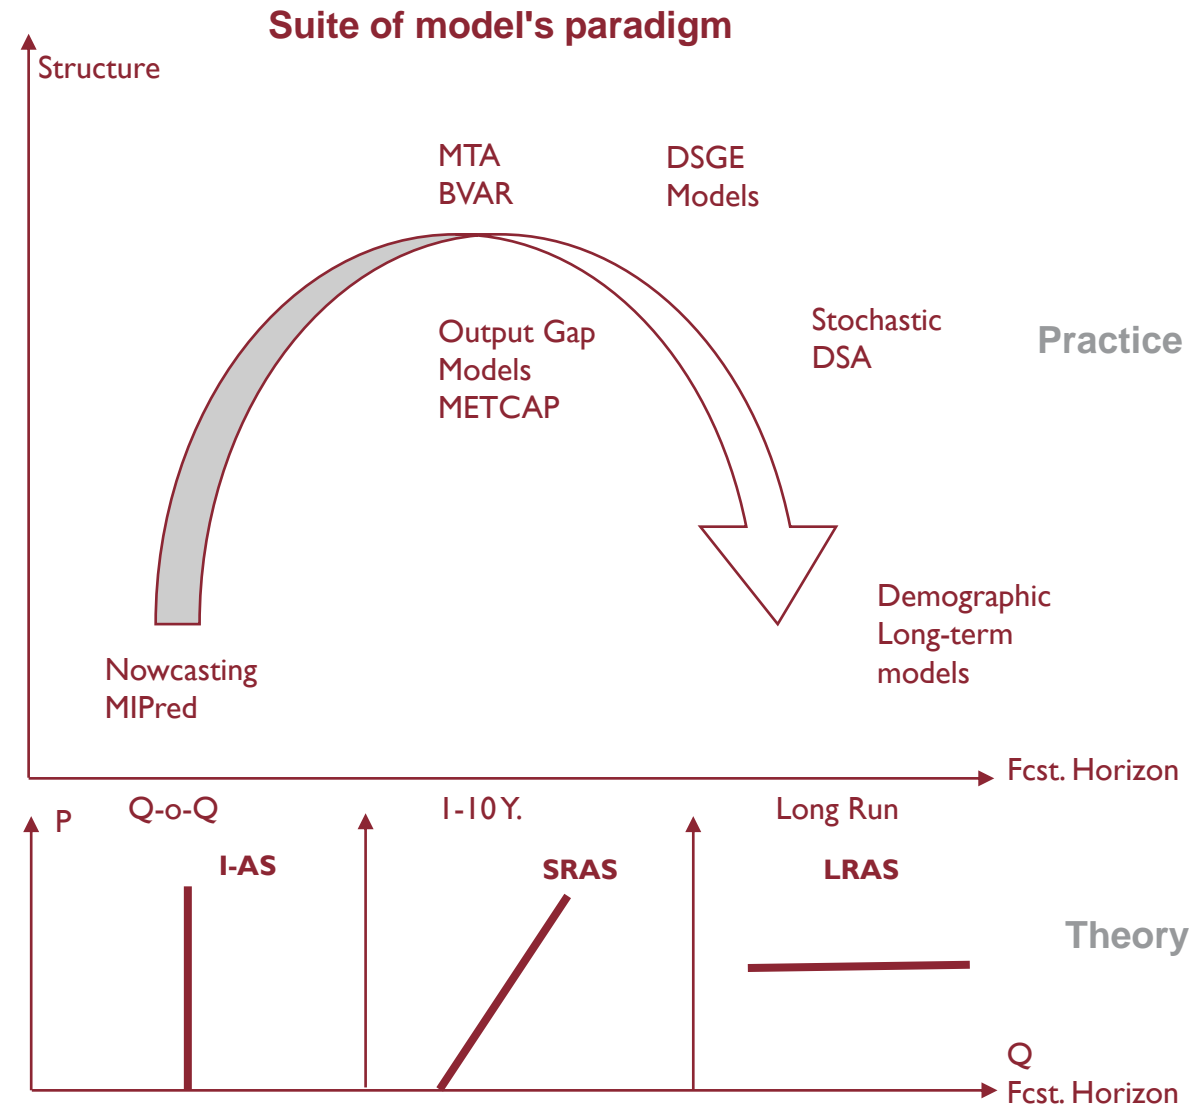 Suite of model's paradigm
Structure
MTA
BVAR
DSGE
Models
Output Gap
Models
METCAP
Stochastic
DSA
Practice
Demographic
Long-term
models
Nowcasting
MIPred
Fcst. Horizon
P
Q-o-Q
1-10 Y.
Long Run
I-AS
SRAS
LRAS
Theory
Q
Fcst. Horizon